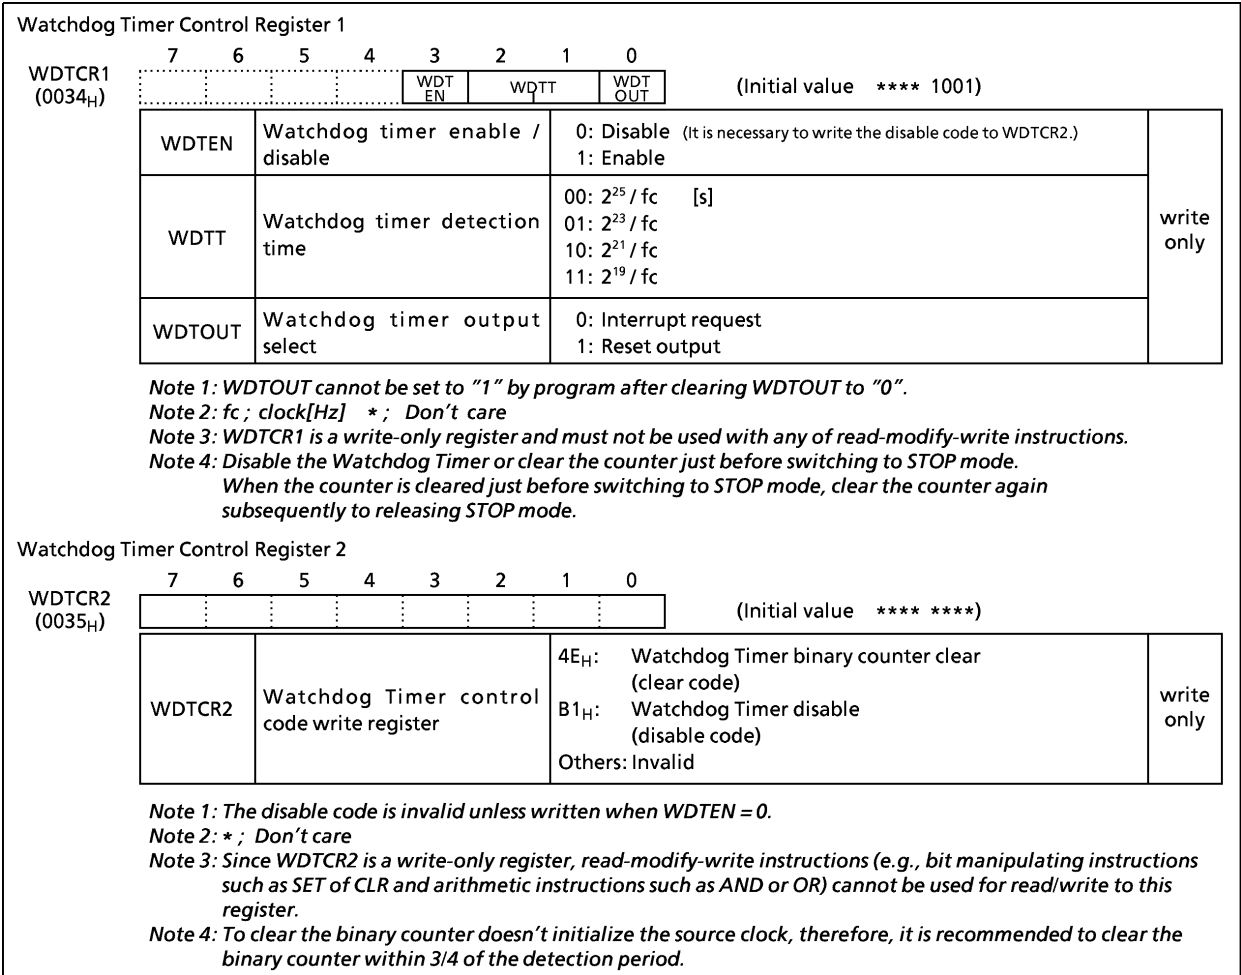 Watchdog Timer Control Register 1
7 6 5 4 3 2 1 0
WDTCR1
(0034H)
WDT
EN
WDTT
WDT
OUT
(Initial value **** 1001)
WDTEN
Watchdog timer enable /
disable
0: Disable (It is necessary to write the disable code to WDTCR2.)
1: Enable
WDTT
Watchdog timer detection
time
00: 2²⁵ / fc [s]
01: 2²³ / fc
10: 2²¹ / fc
11: 2¹⁹ / fc
WDTOUT
Watchdog timer output
select
0: Interrupt request
1: Reset output
write
only
Note 1: WDTOUT cannot be set to "1" by program after clearing WDTOUT to "0".
Note 2: fc ; clock[Hz] * ; Don't care
Note 3: WDTCR1 is a write-only register and must not be used with any of read-modify-write instructions.
Note 4: Disable the Watchdog Timer or clear the counter just before switching to STOP mode.
When the counter is cleared just before switching to STOP mode, clear the counter again
subsequently to releasing STOP mode.
Watchdog Timer Control Register 2
7 6 5 4 3 2 1 0
WDTCR2
(0035H)
(Initial value **** ****)
WDTCR2
Watchdog Timer control
code write register
4EH: Watchdog Timer binary counter clear
(clear code)
B1H: Watchdog Timer disable
(disable code)
Others: Invalid
write
only
Note 1: The disable code is invalid unless written when WDTEN = 0.
Note 2: * ; Don't care
Note 3: Since WDTCR2 is a write-only register, read-modify-write instructions (e.g., bit manipulating instructions
such as SET of CLR and arithmetic instructions such as AND or OR) cannot be used for read/write to this
register.
Note 4: To clear the binary counter doesn't initialize the source clock, therefore, it is recommended to clear the
binary counter within 3/4 of the detection period.